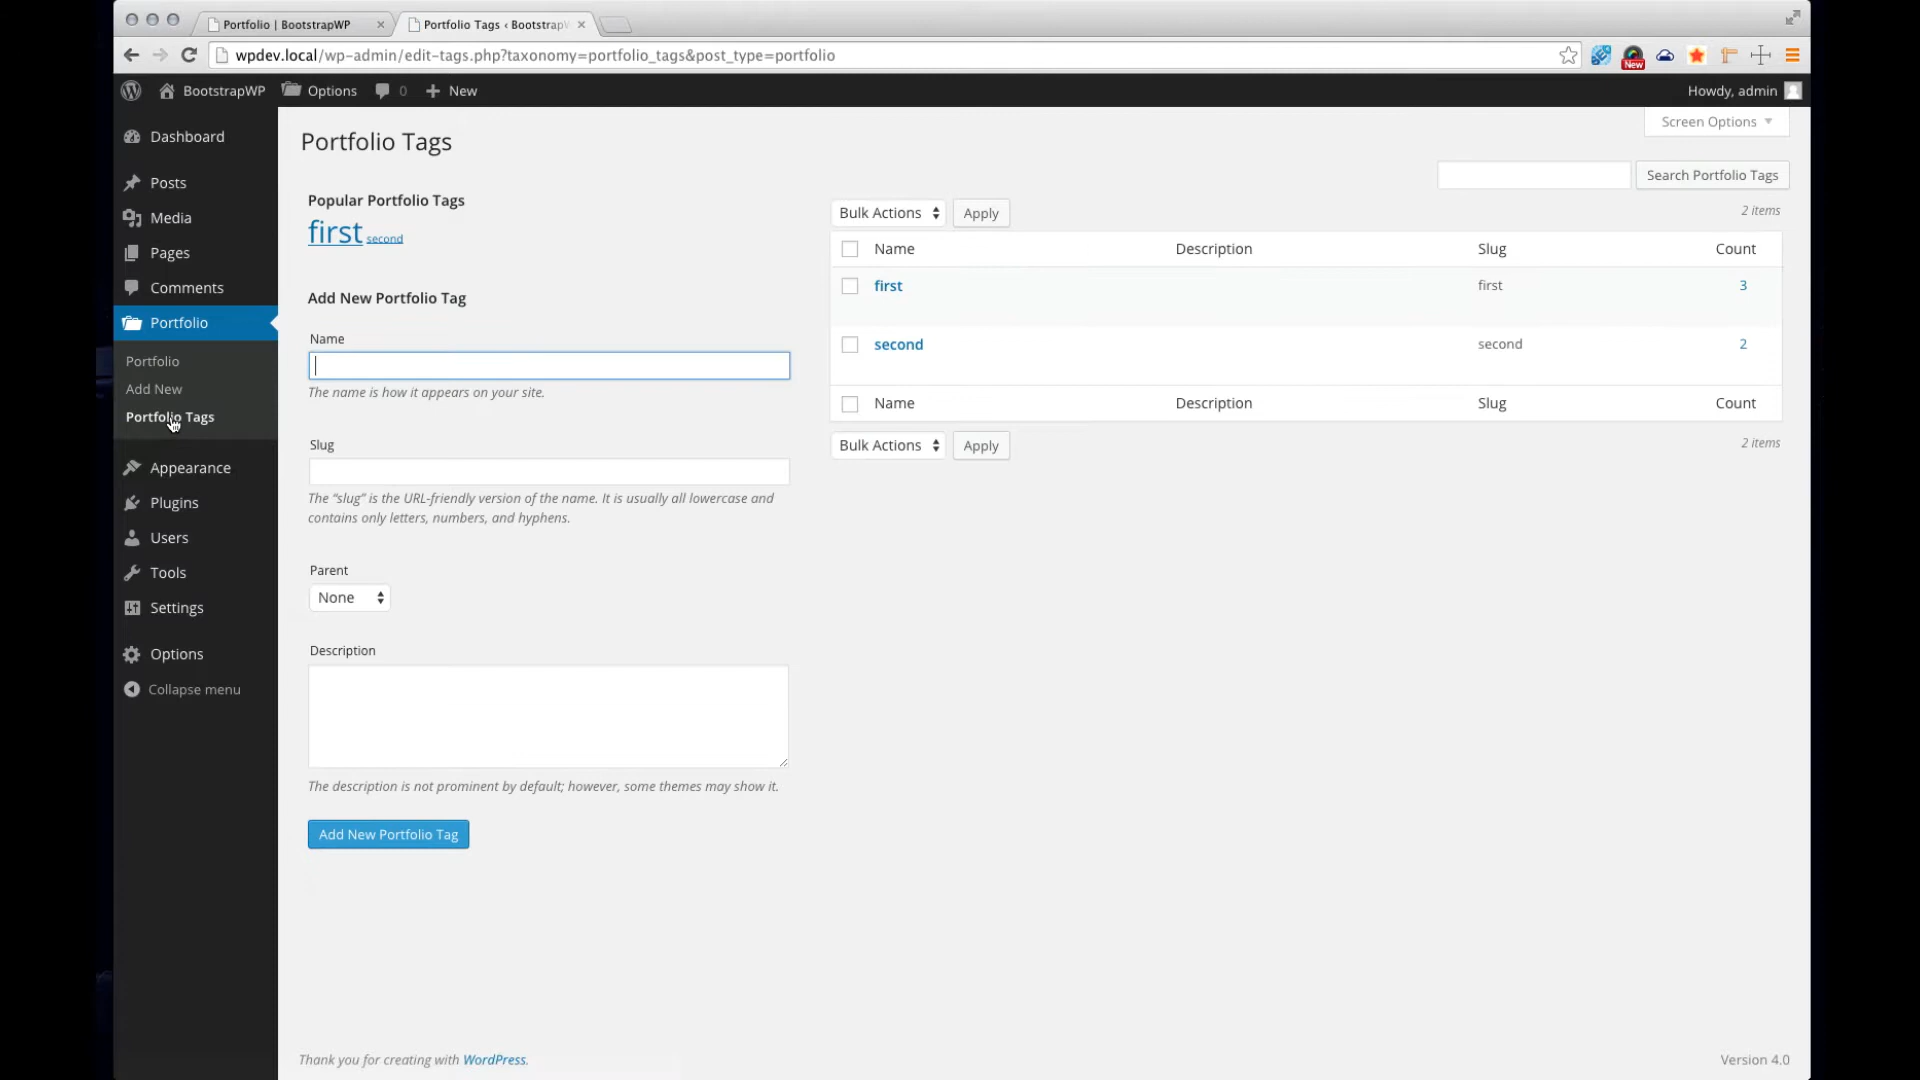 Portfolio | BootstrapWP
Portfolio Tags ‹ BootstrapW
wpdev.local/wp-admin/edit-tags.php?taxonomy=portfolio_tags&post_type=portfolio
New
BootstrapWP
Options
0
New
Howdy, admin
Dashboard
Posts
Media
Pages
Comments
Portfolio
Portfolio
Add New
Portfolio Tags
Appearance
Plugins
Users
Tools
Settings
Options
Collapse menu
Portfolio Tags
Screen Options
Search Portfolio Tags
Popular Portfolio Tags
first second
Add New Portfolio Tag
Name
The name is how it appears on your site.
Slug
The “slug” is the URL-friendly version of the name. It is usually all lowercase and
contains only letters, numbers, and hyphens.
Parent
None
Description
The description is not prominent by default; however, some themes may show it.
Add New Portfolio Tag
Bulk Actions Apply 2 items
Name Description Slug Count
first first 3
second second 2
Name Description Slug Count
Bulk Actions Apply 2 items
Thank you for creating with WordPress.
Version 4.0